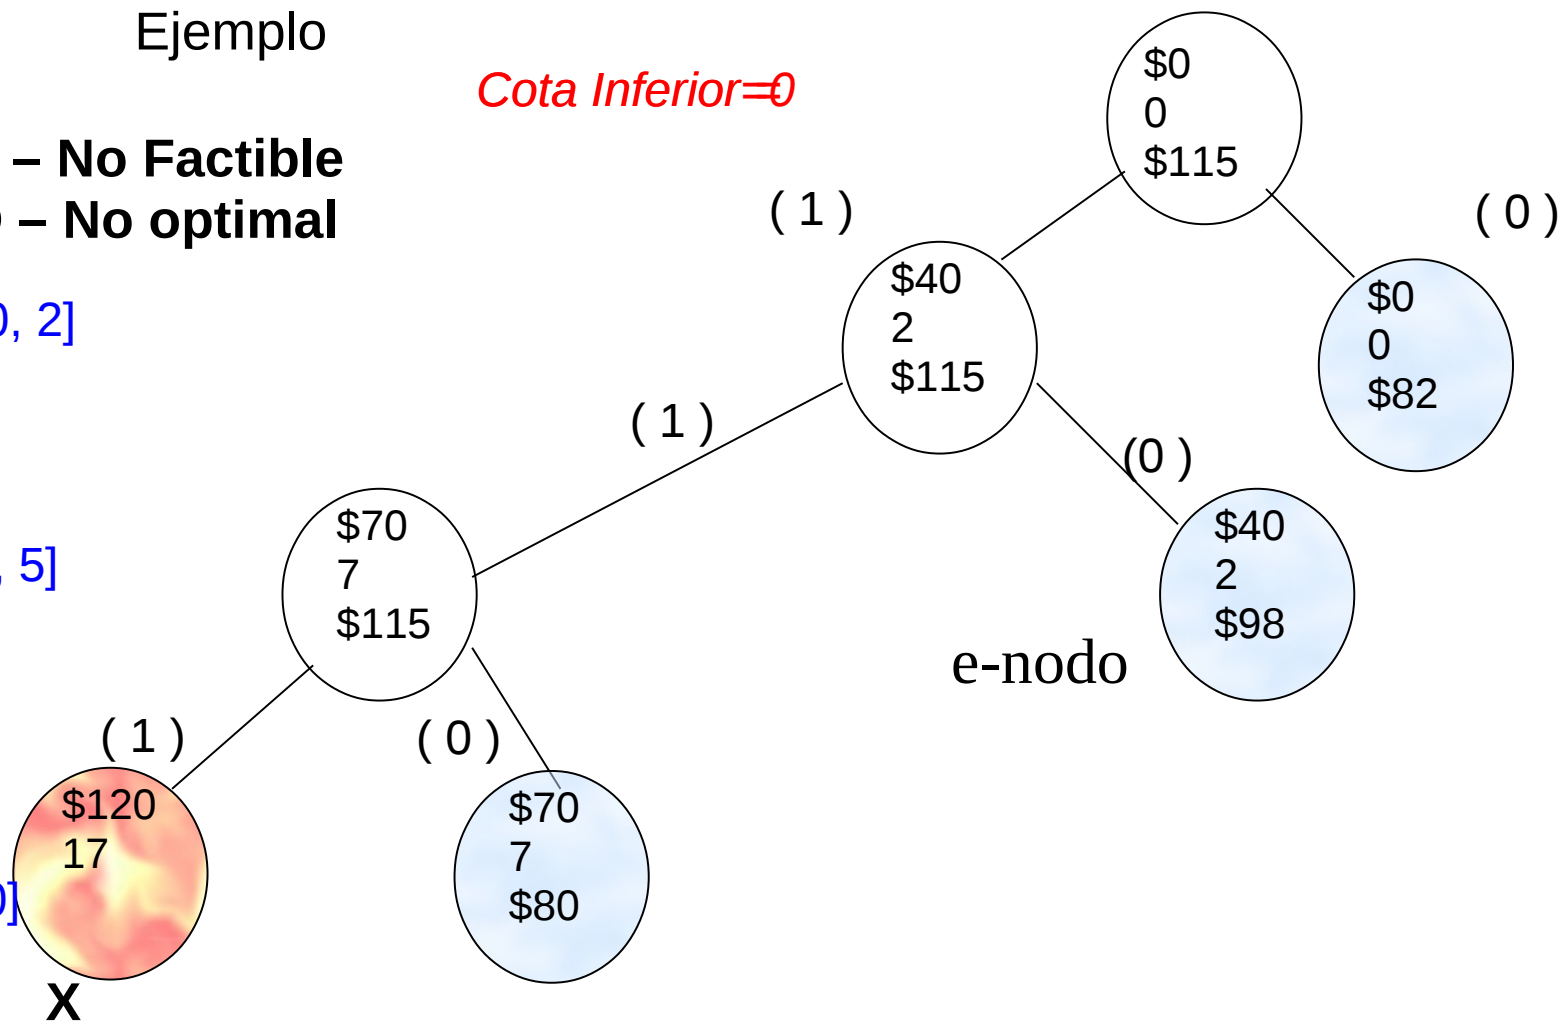 Ejemplo
Cota Inferior=0
– No Factible
– No optimal
$0
0
$115
( 1 )
( 0 )
, 2]
$40
2
$115
$0
0
$82
( 1 )
(0 )
, 5]
$70
7
$115
$40
2
$98
e-nodo
( 1 )
( 0 )
$120
17
$70
7
$80
0]
X